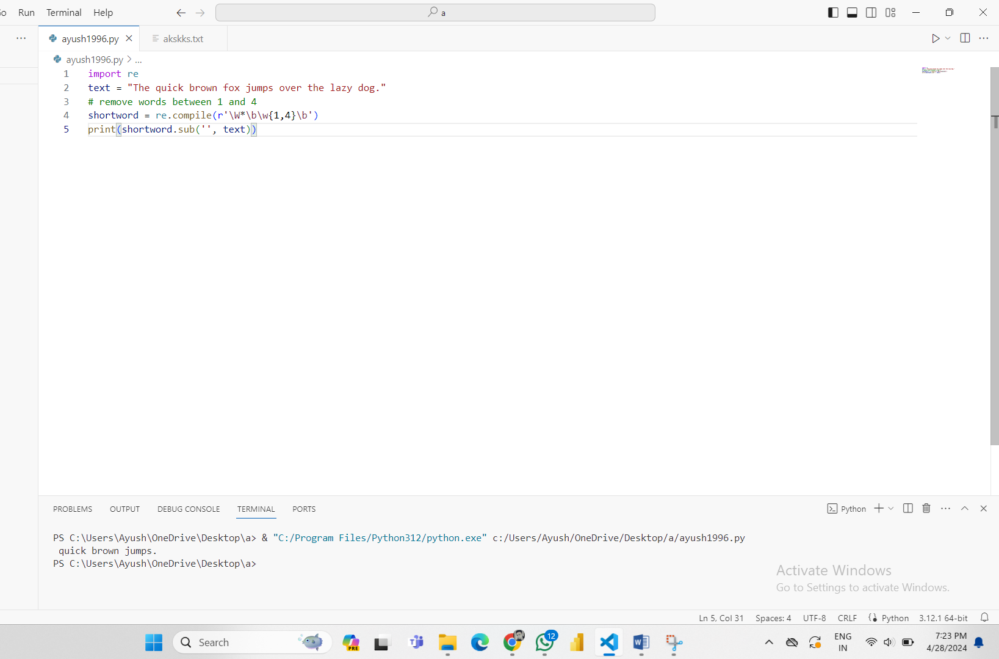 Run Terminal Help a
ayush1996.py akskks.txt
ayush1996.py > ...
1 import re
2 text = "The quick brown fox jumps over the lazy dog."
3 # remove words between 1 and 4
4 shortword = re.compile(r'\W*\b\w{1,4}\b')
5 print(shortword.sub('', text))
PROBLEMS OUTPUT DEBUG CONSOLE TERMINAL PORTS Python
PS C:\Users\Ayush\OneDrive\Desktop\a> & "C:/Program Files/Python312/python.exe" c:/Users/Ayush/OneDrive/Desktop/a/ayush1996.py
quick brown jumps.
PS C:\Users\Ayush\OneDrive\Desktop\a>
Activate Windows
Go to Settings to activate Windows.
Ln 5, Col 31 Spaces: 4 UTF-8 CRLF Python 3.12.1 64-bit
Search PRE 12 ENG 7:23 PM
IN 4/28/2024